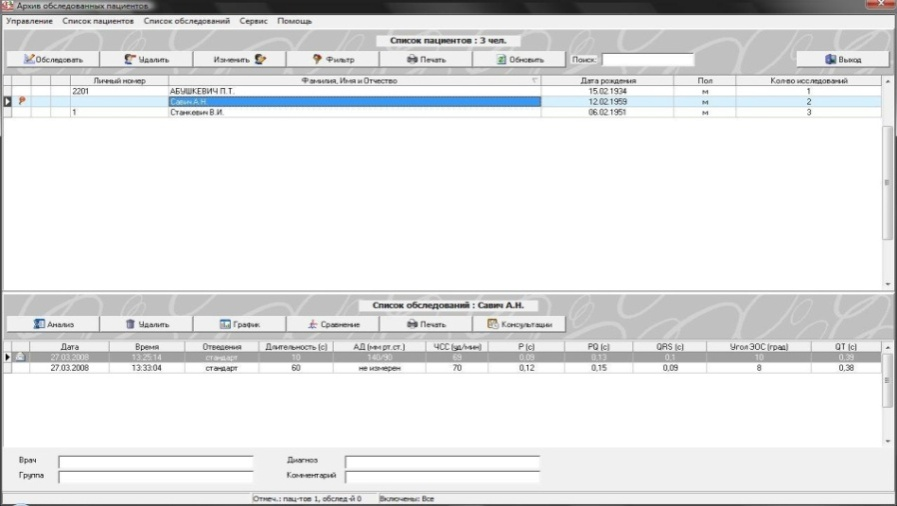 Архив обследованных пациентов
Управление Список пациентов Список обследований Сервис Помощь
Список пациентов : 3 чел.
Обследовать Удалить Изменить Фильтр Печать Обновить Поиск: Выход
Личный номер Фамилия, Имя и Отчество Дата рождения Пол Кол-во исследований
2201 АБУШКЕВИЧ П.Т. 15.02.1934 м 1
Савич А.Н. 12.02.1959 м 2
1 Станкевич В.И. 06.02.1951 м 3
Список обследований : Савич А.Н.
Анализ Удалить График Сравнение Печать Консультации
Дата Время Отведения Длительность (с) АД (мм рт.ст.) ЧСС (уд/мин) P (с) PQ (с) QRS (с) Угол ЭОС (град) QT (с)
27.03.2008 13:25:14 стандарт 10 140/90 69 0,09 0,13 0,1 10 0,39
27.03.2008 13:33:04 стандарт 60 не измерен 70 0,12 0,15 0,09 8 0,38
Врач Диагноз
Группа Комментарий
Отмеч.: пац-тов 1, обслед-й 0 Включены: Все